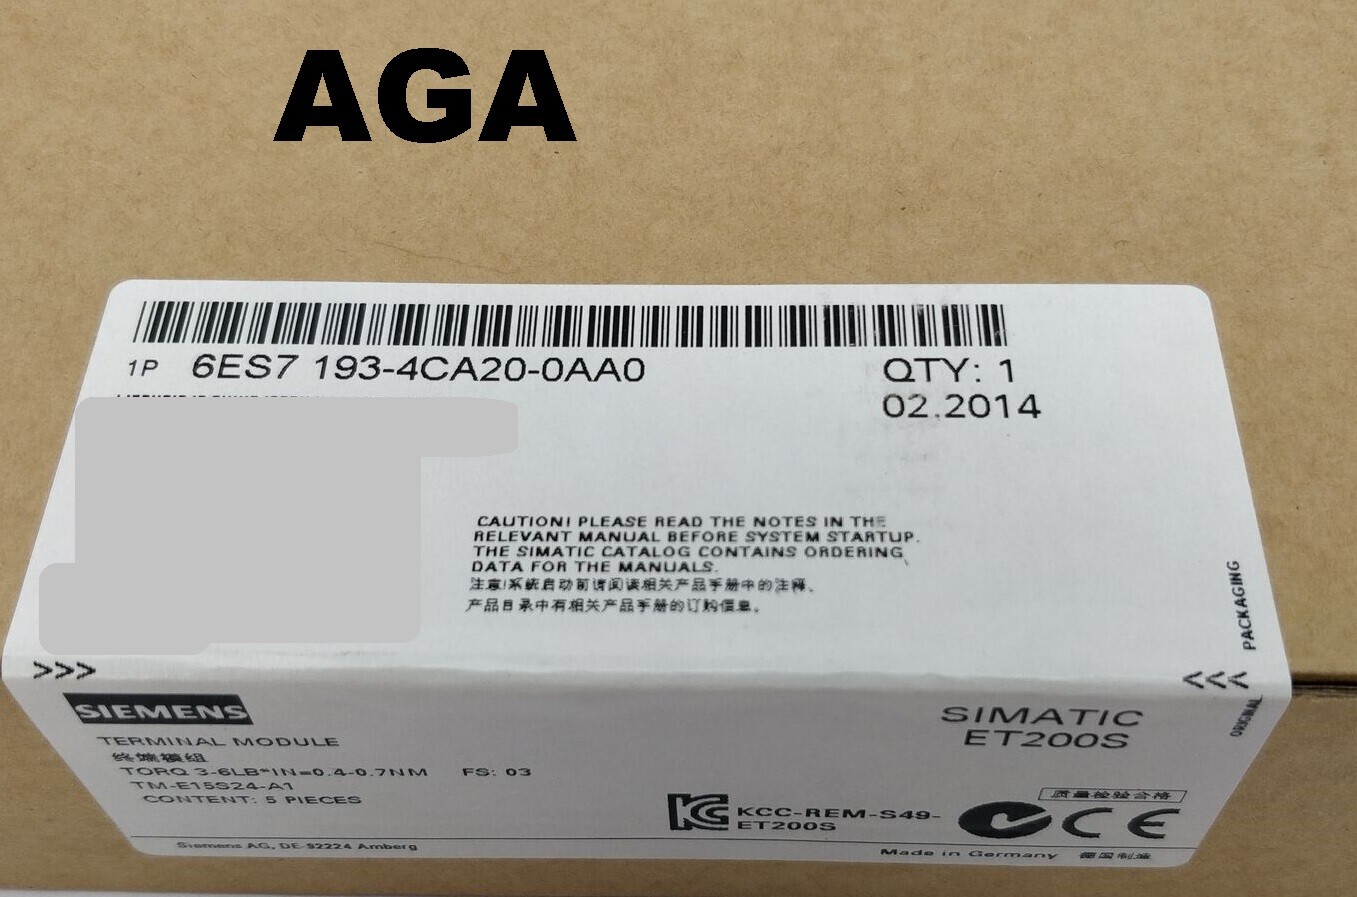 AGA
1P 6ES7 193-4CA20-0AA0 QTY: 1
02.2014
CAUTION! PLEASE READ THE NOTES IN THE
RELEVANT MANUAL BEFORE SYSTEM STARTUP.
THE SIMATIC CATALOG CONTAINS ORDERING
DATA FOR THE MANUALS.
注意!系统启动前请阅读相关产品手册中的注释、
产品目录中有相关产品手册的订购信息。
>>>
<<<
ORIGINAL PACKAGING
SIEMENS
SIMATIC
ET200S
TERMINAL MODULE
终端模组
TORQ 3-6LB*IN=0.4-0.7NM FS: 03
TM-E15S24-A1
CONTENT: 5 PIECES
质量检验合格
KCC-REM-S49-
ET200S
CE
Siemens AG, DE-92224 Amberg
Made in Germany 德国制造